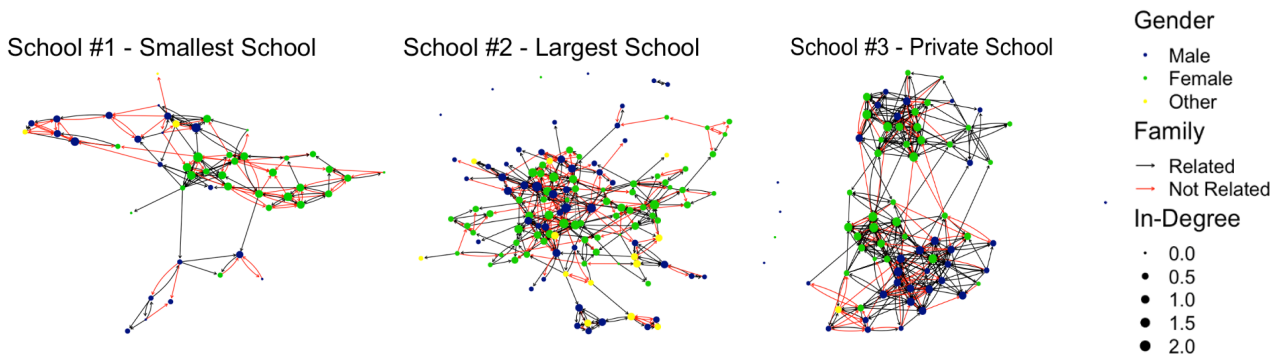 School #1 - Smallest School
School #2 - Largest School
School #3 - Private School
Gender
Male
Female
Other
Family
Related
Not Related
In-Degree
0.0
0.5
1.0
1.5
2.0